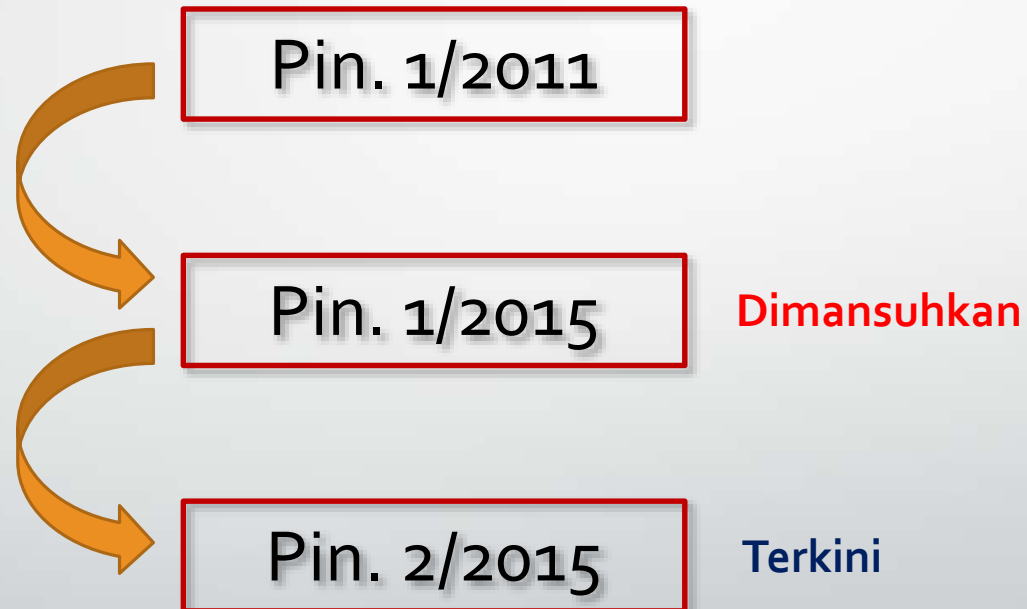 Pin. 1/2011
Pin. 1/2015
Dimansuhkan
Pin. 2/2015
Terkini